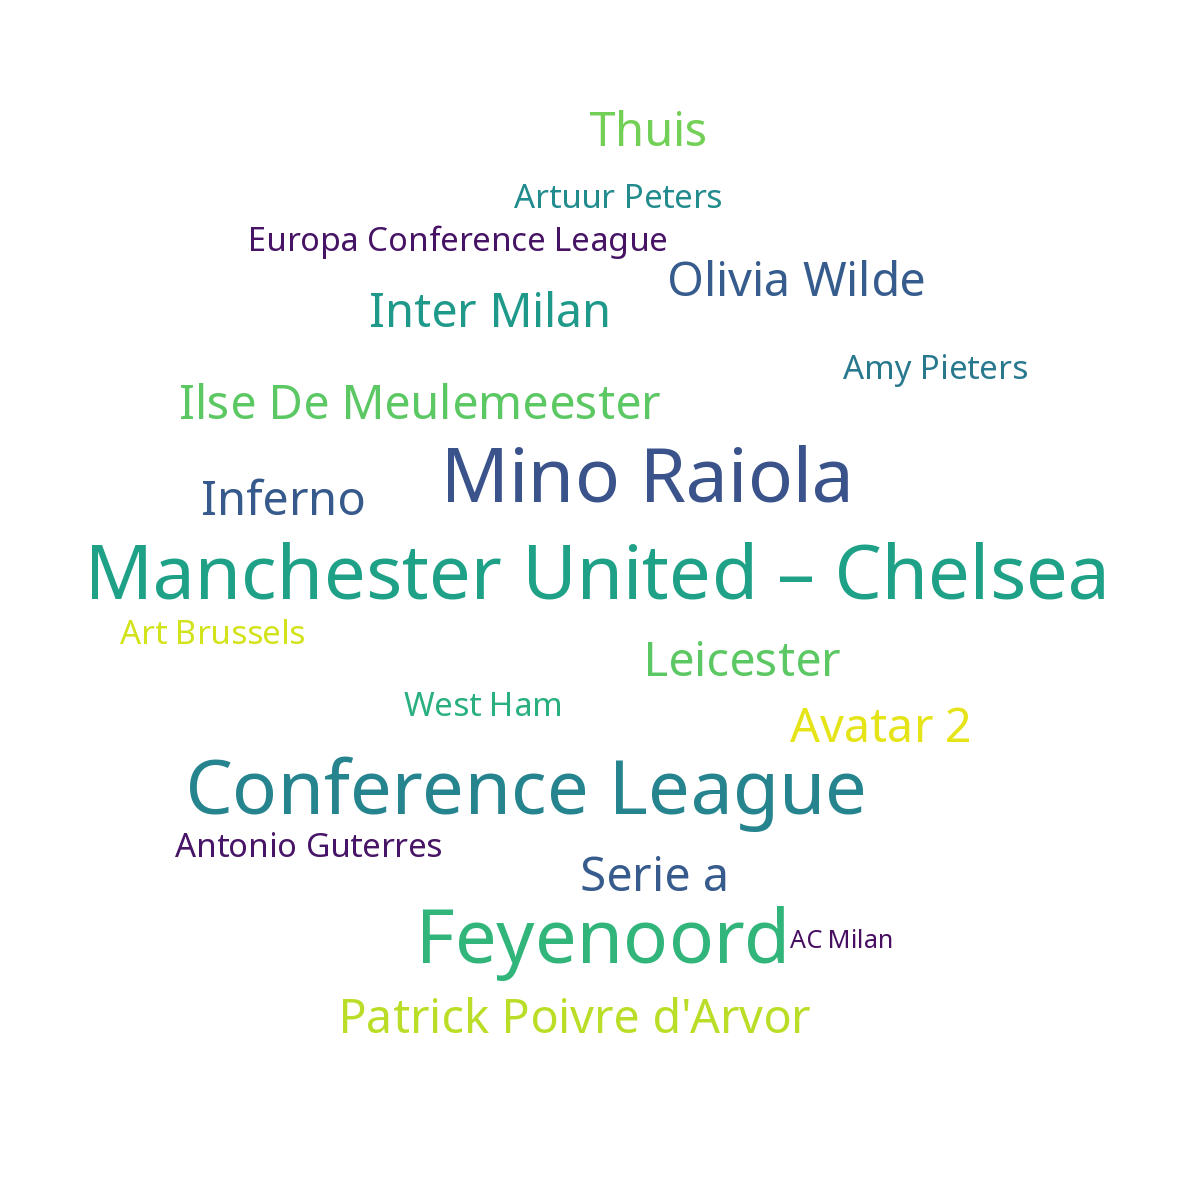 Thuis
Artuur Peters
Europa Conference League
Olivia Wilde
Inter Milan
Amy Pieters
Ilse De Meulemeester
Mino Raiola
Inferno
Manchester United – Chelsea
Art Brussels
Leicester
West Ham
Avatar 2
Conference League
Antonio Guterres
Serie a
Feyenoord
AC Milan
Patrick Poivre d'Arvor